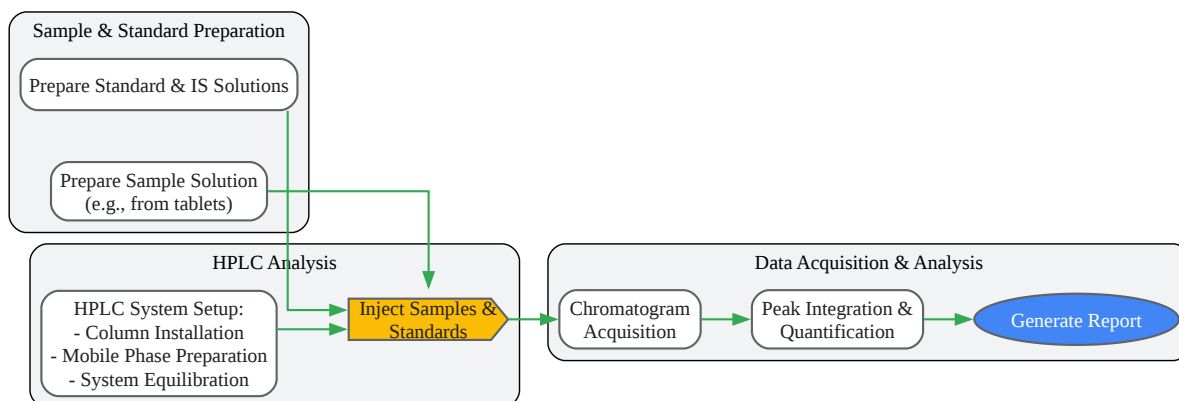 Sample & Standard Preparation
Prepare Standard & IS Solutions
Prepare Sample Solution
(e.g., from tablets)
HPLC Analysis
HPLC System Setup:
- Column Installation
- Mobile Phase Preparation
- System Equilibration
Inject Samples &
Standards
Data Acquisition & Analysis
Chromatogram
Acquisition
Peak Integration &
Quantification
Generate Report